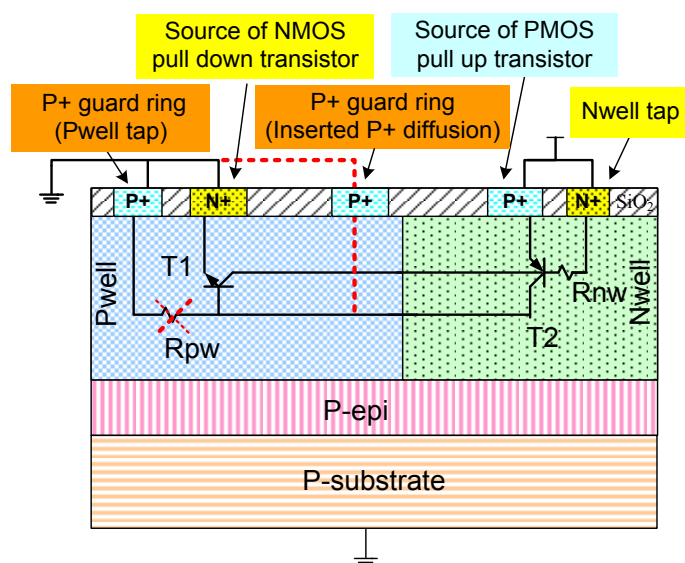 Source of NMOS
pull down transistor
Source of PMOS
pull up transistor
P+ guard ring
(Pwell tap)
P+ guard ring
(Inserted P+ diffusion)
Nwell tap
P+
N+
P+
P+
N+
SiO2
Pwell
T1
Rpw
T2
Rnw
Nwell
P-epi
P-substrate